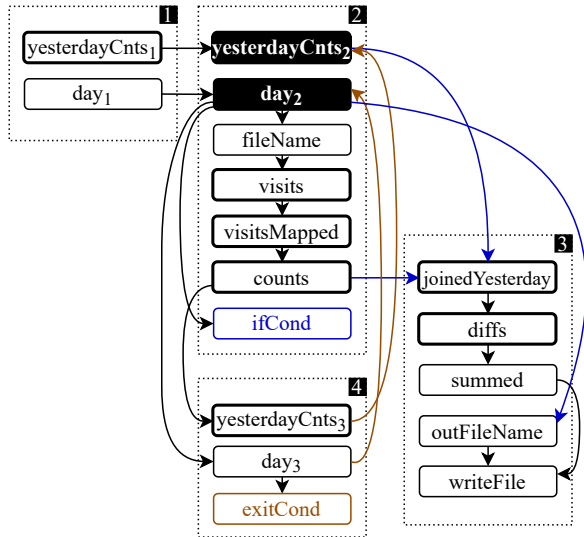 1
yesterdayCnts₁
day₁
2
yesterdayCnts₂
day₂
fileName
visits
visitsMapped
counts
ifCond
3
joinedYesterday
diffs
summed
outFileName
writeFile
4
yesterdayCnts₃
day₃
exitCond